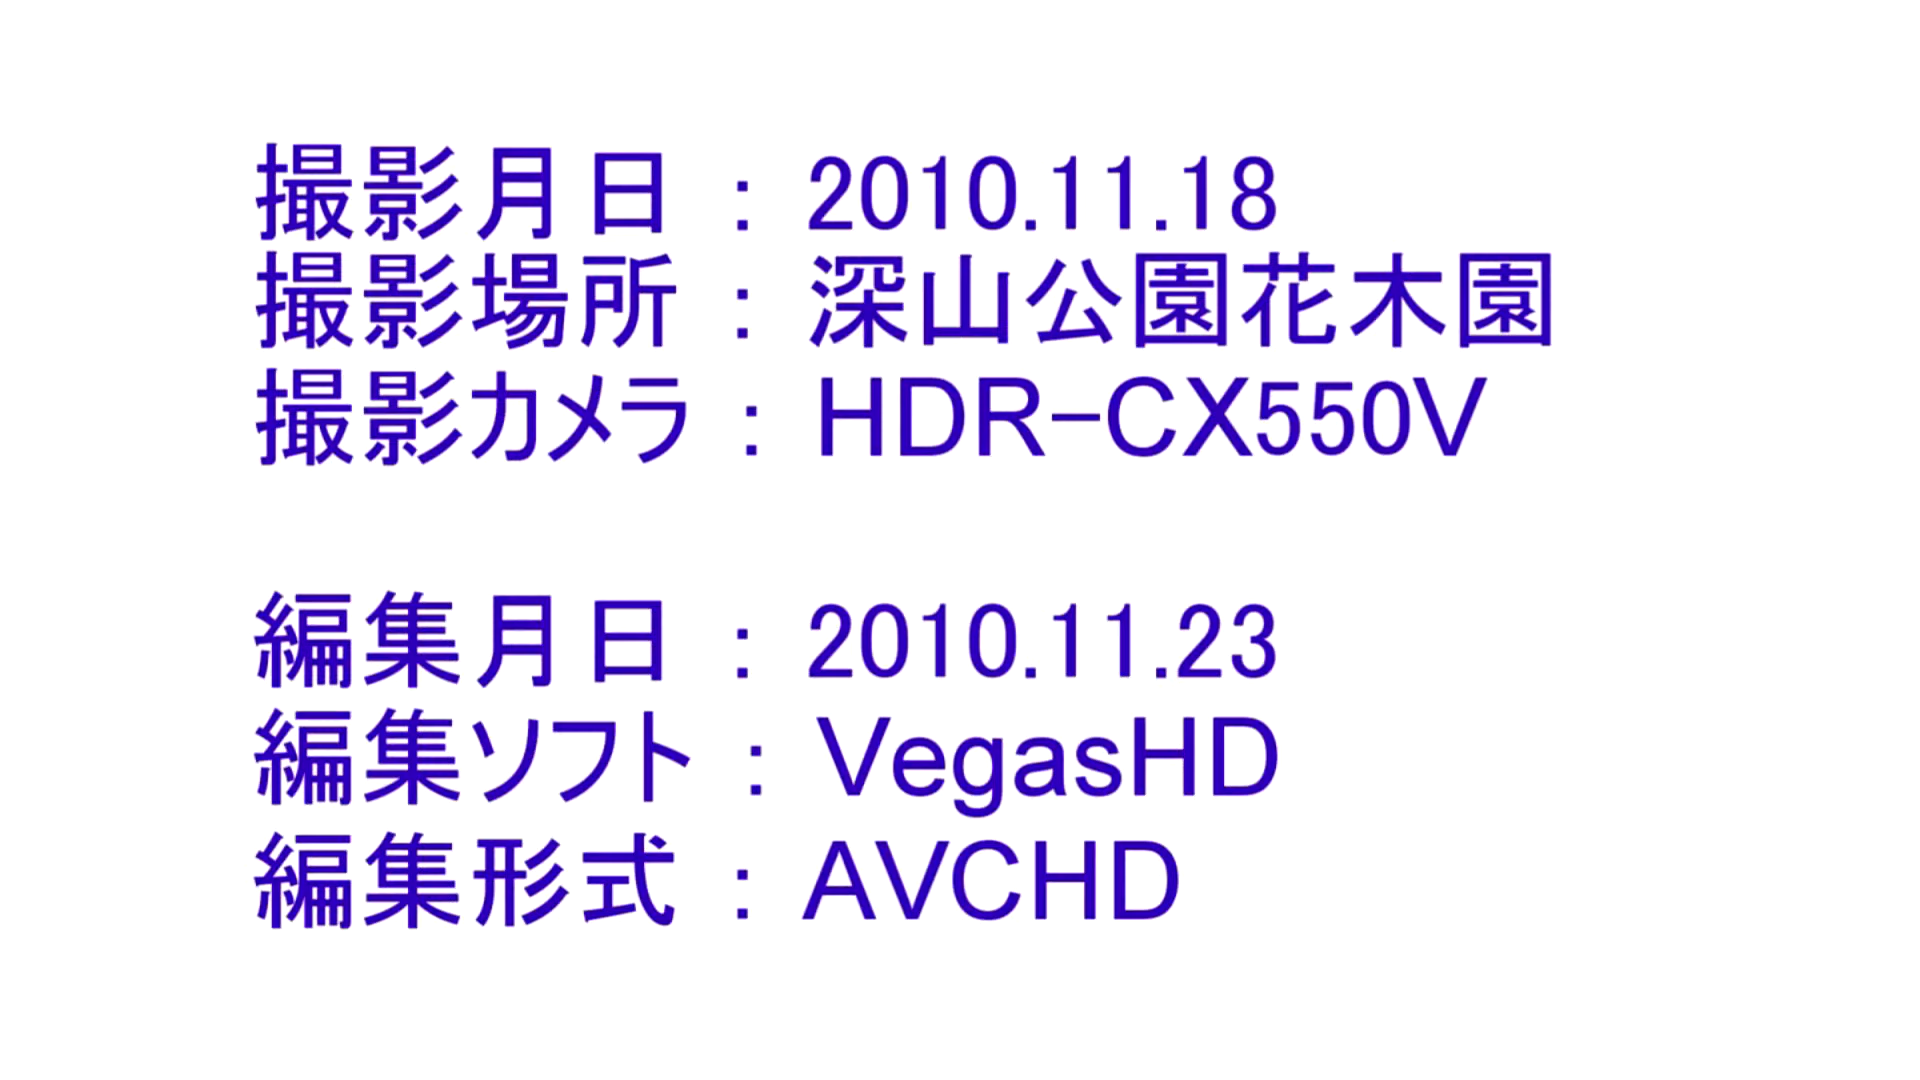 撮影月日 : 2010.11.18
撮影場所 : 深山公園花木園
撮影カメラ : HDR-CX550V
編集月日 : 2010.11.23
編集ソフト : VegasHD
編集形式 : AVCHD